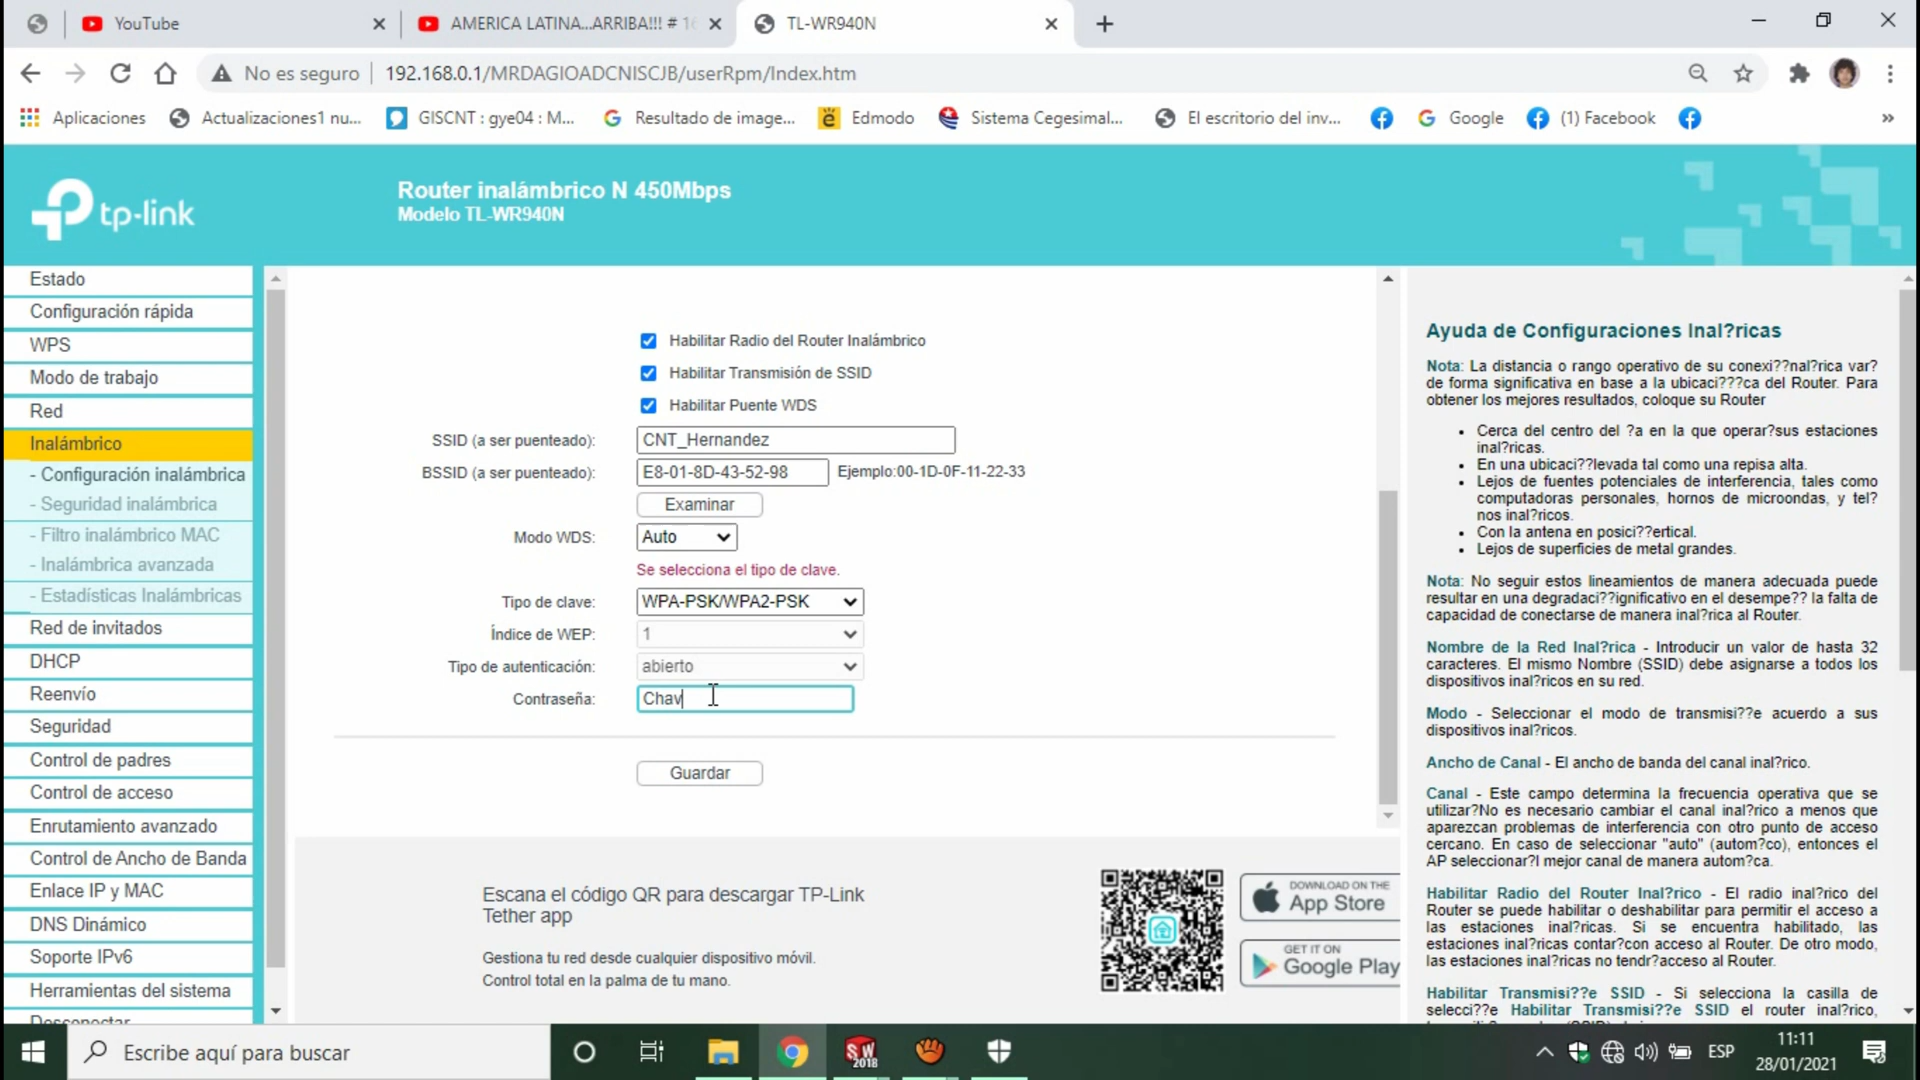 YouTube
AMERICA LATINA...ARRIBA!!! # 1
TL-WR940N
No es seguro
192.168.0.1/MRDAGIOADCNISCJB/userRpm/Index.htm
Aplicaciones
Actualizaciones1 nu...
GISCNT : gye04 : M...
Resultado de image...
Edmodo
Sistema Cegesimal...
El escritorio del inv...
Google
(1) Facebook
tp-link
Router inalámbrico N 450Mbps
Modelo TL-WR940N
Estado
Configuración rápida
WPS
Modo de trabajo
Red
Inalámbrico
- Configuración inalámbrica
- Seguridad inalámbrica
- Filtro inalámbrico MAC
- Inalámbrica avanzada
- Estadísticas Inalámbricas
Red de invitados
DHCP
Reenvío
Seguridad
Control de padres
Control de acceso
Enrutamiento avanzado
Control de Ancho de Banda
Enlace IP y MAC
DNS Dinámico
Soporte IPv6
Herramientas del sistema
Desconectar
Habilitar Radio del Router Inalámbrico
Habilitar Transmisión de SSID
Habilitar Puente WDS
SSID (a ser puenteado): CNT_Hernandez
BSSID (a ser puenteado): E8-01-8D-43-52-98 Ejemplo:00-1D-0F-11-22-33
Examinar
Modo WDS: Auto
Se selecciona el tipo de clave.
Tipo de clave: WPA-PSK/WPA2-PSK
Índice de WEP: 1
Tipo de autenticación: abierto
Contraseña: Chav
Guardar
Escana el código QR para descargar TP-Link
Tether app
Gestiona tu red desde cualquier dispositivo móvil.
Control total en la palma de tu mano.
DOWNLOAD ON THE
App Store
GET IT ON
Google Play
Ayuda de Configuraciones Inal?ricas
Nota: La distancia o rango operativo de su conexi??nal?rica var?
de forma significativa en base a la ubicaci???ca del Router. Para
obtener los mejores resultados, coloque su Router
• Cerca del centro del ?a en la que operar?sus estaciones
inal?ricas.
• En una ubicaci??levada tal como una repisa alta.
• Lejos de fuentes potenciales de interferencia, tales como
computadoras personales, hornos de microondas, y tel?
nos inal?ricos.
• Con la antena en posici??ertical.
• Lejos de superficies de metal grandes.
Nota: No seguir estos lineamientos de manera adecuada puede
resultar en una degradaci??ignificativo en el desempe?? la falta de
capacidad de conectarse de manera inal?rica al Router.
Nombre de la Red Inal?rica - Introducir un valor de hasta 32
caracteres. El mismo Nombre (SSID) debe asignarse a todos los
dispositivos inal?ricos en su red.
Modo - Seleccionar el modo de transmisi??e acuerdo a sus
dispositivos inal?ricos.
Ancho de Canal - El ancho de banda del canal inal?rico.
Canal - Este campo determina la frecuencia operativa que se
utilizar?No es necesario cambiar el canal inal?rico a menos que
aparezcan problemas de interferencia con otro punto de acceso
cercano. En caso de seleccionar "auto" (autom?co), entonces el
AP seleccionar?l mejor canal de manera autom?ca.
Habilitar Radio del Router Inal?rico - El radio inal?rico del
Router se puede habilitar o deshabilitar para permitir el acceso a
las estaciones inal?ricas. Si se encuentra habilitado, las
estaciones inal?ricas contar?con acceso al Router. De otro modo,
las estaciones inal?ricas no tendr?acceso al Router.
Habilitar Transmisi??e SSID - Si selecciona la casilla de
selecci??e Habilitar Transmisi??e SSID el router inal?rico,
Escribe aquí para buscar
SW
2018
ESP
11:11
28/01/2021